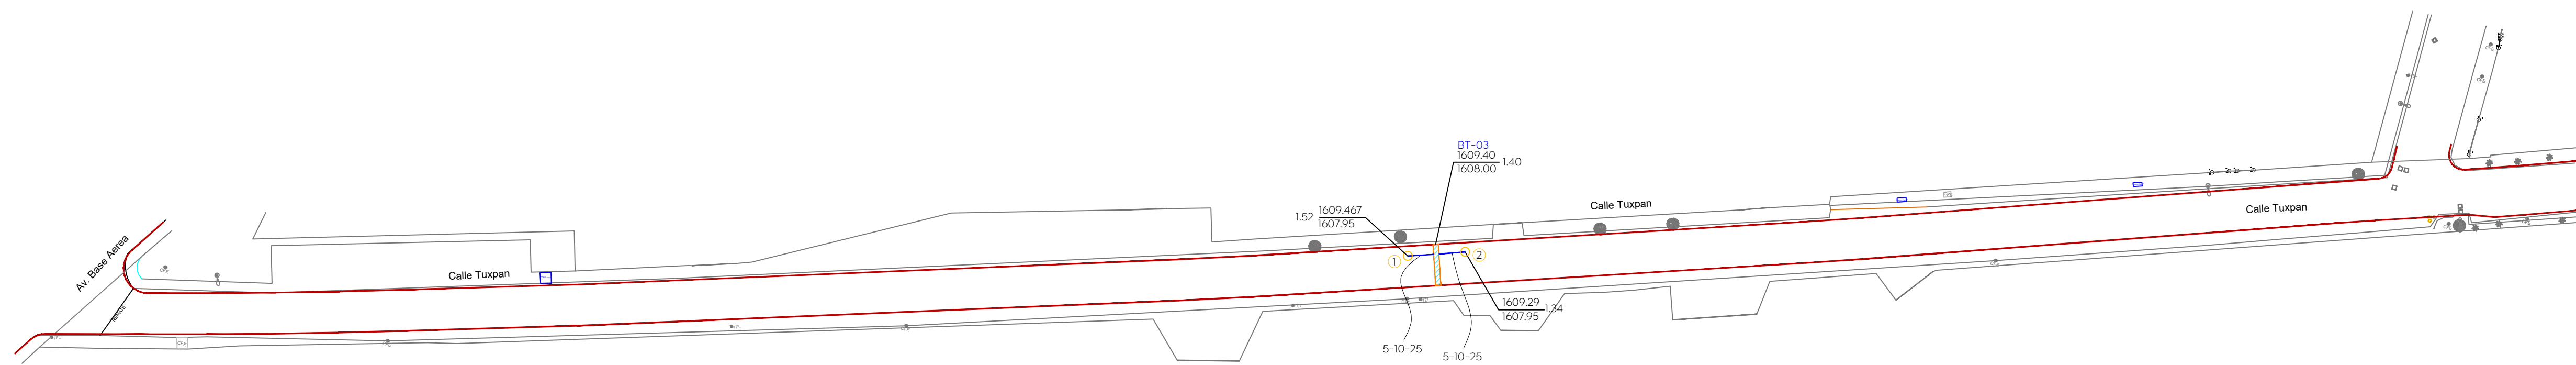 BT-03
1609.40
1.40
1608.00
Calle Tuxpan
1609.467
1.52
1607.95
Calle Tuxpan
Av. Base Aerea
1
2
Calle Tuxpan
1609.29
1.34
1607.95
5-10-25
5-10-25